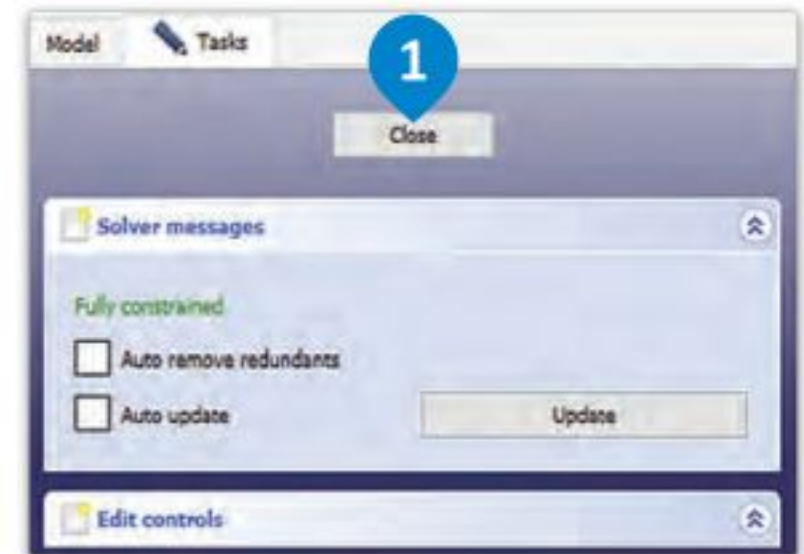 Model Tasks
1
Close
Solver messages
Fully constrained
Auto remove redundants
Auto update Update
Edit controls